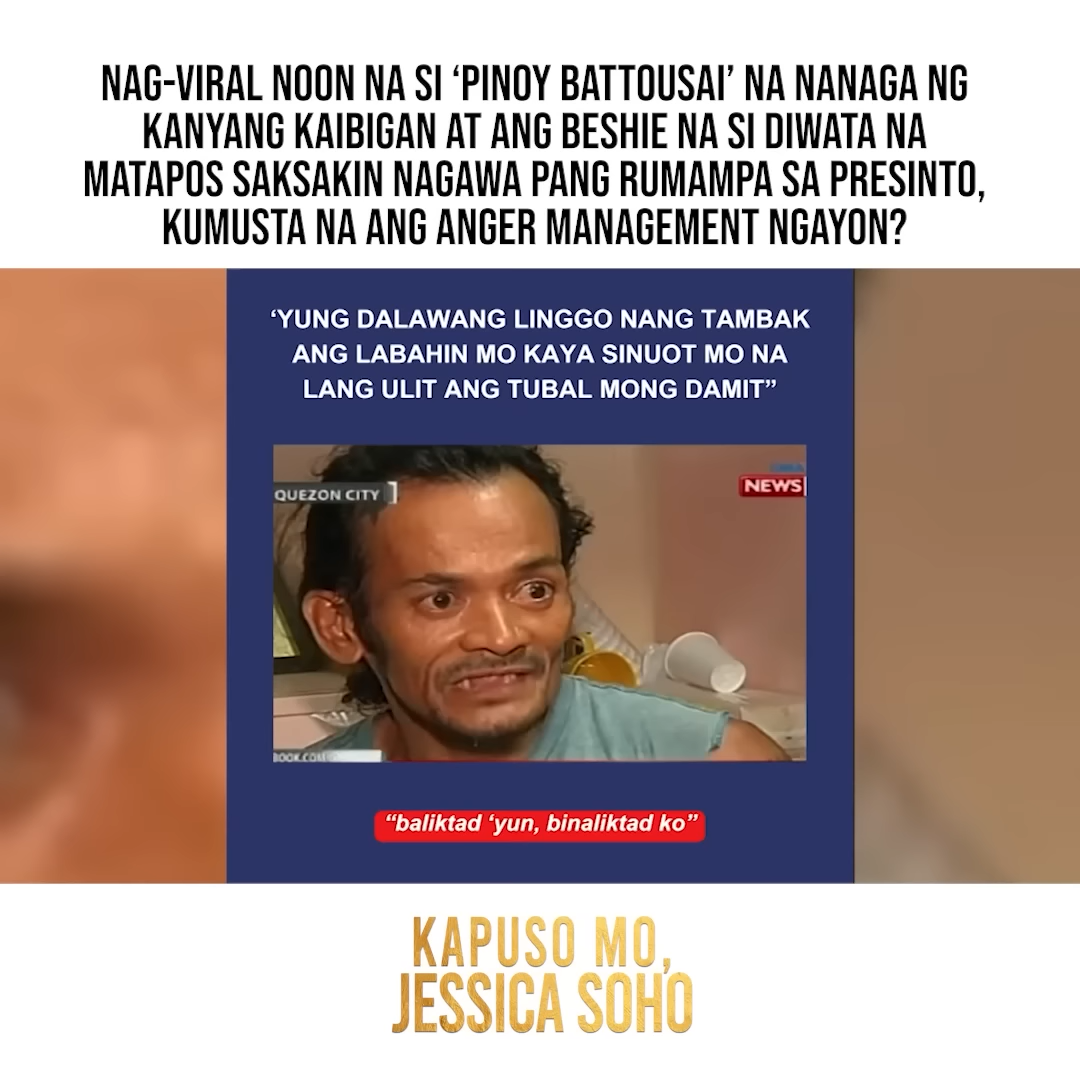 NAG-VIRAL NOON NA SI ‘PINOY BATTOUSAI’ NA NANAGA NG
KANYANG KAIBIGAN AT ANG BESHIE NA SI DIWATA NA
MATAPOS SAKSAKIN NAGAWA PANG RUMAMPA SA PRESINTO,
KUMUSTA NA ANG ANGER MANAGEMENT NGAYON?
‘YUNG DALAWANG LINGGO NANG TAMBAK
ANG LABAHIN MO KAYA SINUOT MO NA
LANG ULIT ANG TUBAL MONG DAMIT”
QUEZON CITY
NEWS
“baliktad ‘yun, binaliktad ko”
KAPUSO MO,
JESSICA SOHO